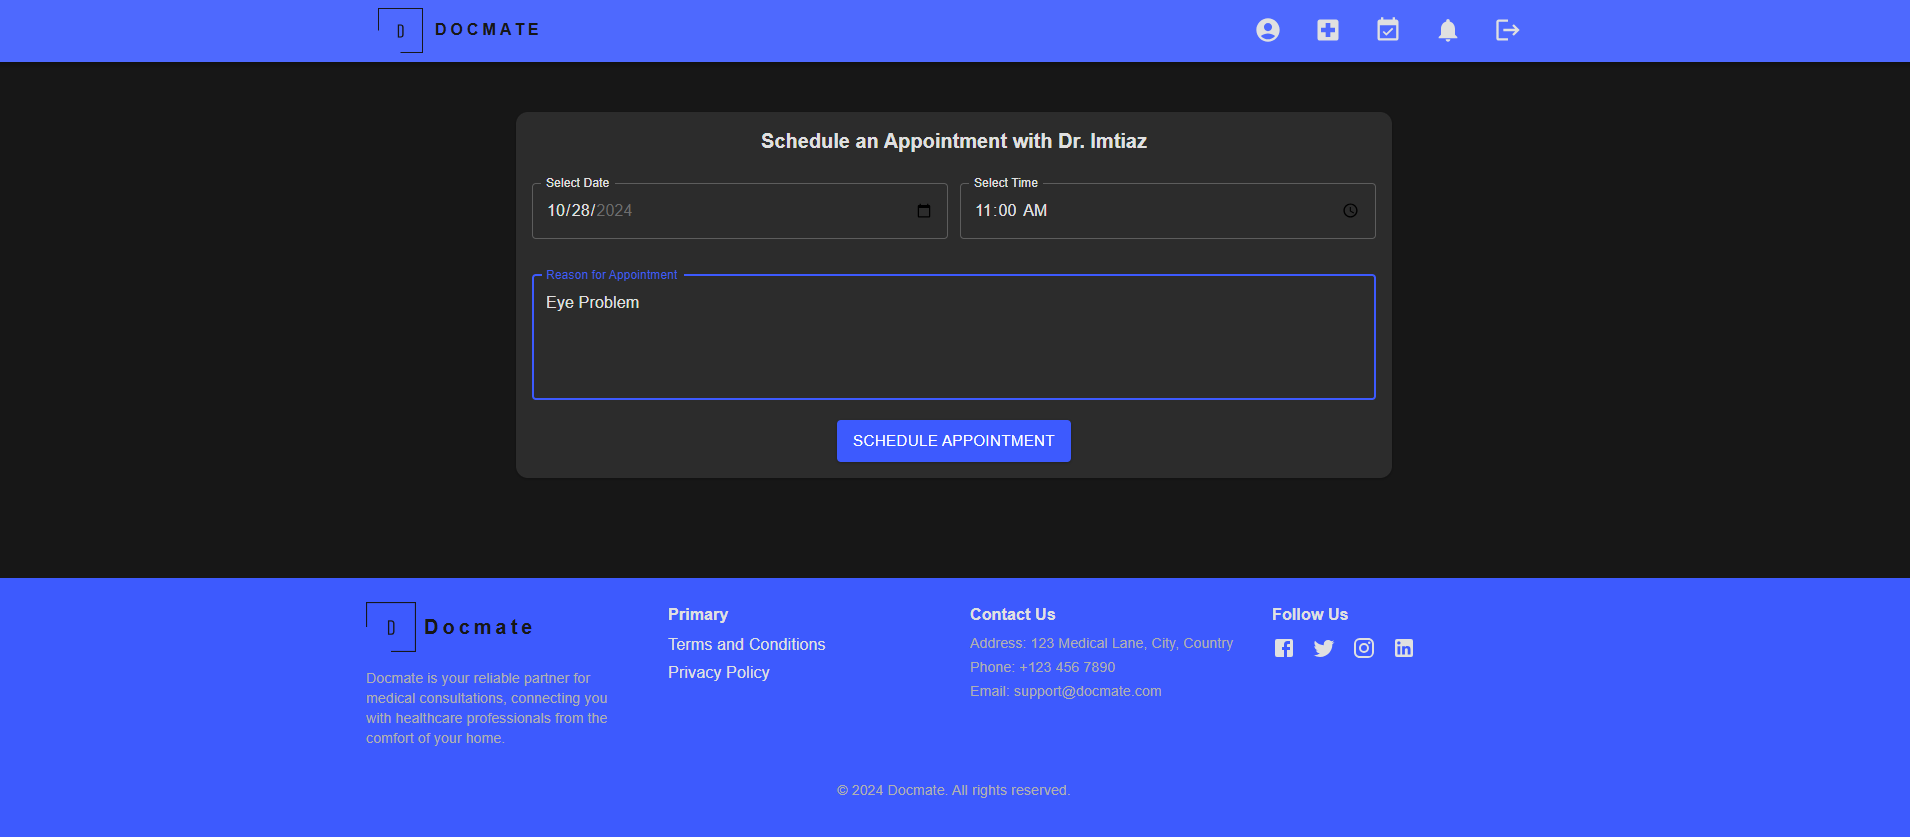 D DOCMATE
Schedule an Appointment with Dr. Imtiaz
Select Date
10/28/2024
Select Time
11:00 AM
Reason for Appointment
Eye Problem
SCHEDULE APPOINTMENT
D Docmate
Docmate is your reliable partner for
medical consultations, connecting you
with healthcare professionals from the
comfort of your home.
Primary
Terms and Conditions
Privacy Policy
Contact Us
Address: 123 Medical Lane, City, Country
Phone: +123 456 7890
Email: support@docmate.com
Follow Us
© 2024 Docmate. All rights reserved.